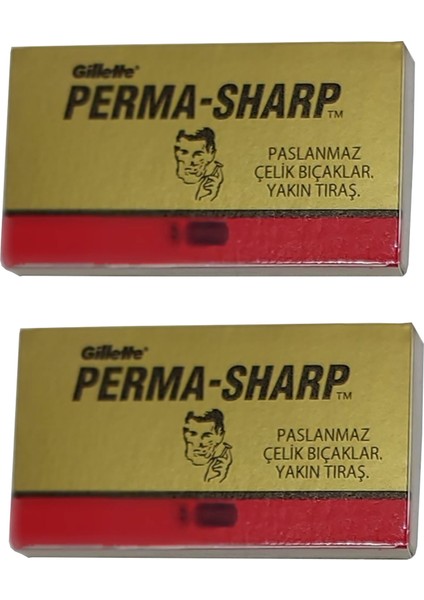 Gillette®
PERMA-SHARP™
PASLANMAZ
ÇELİK BIÇAKLAR.
YAKIN TIRAŞ.
Gillette®
PERMA-SHARP™
PASLANMAZ
ÇELİK BIÇAKLAR.
YAKIN TIRAŞ.